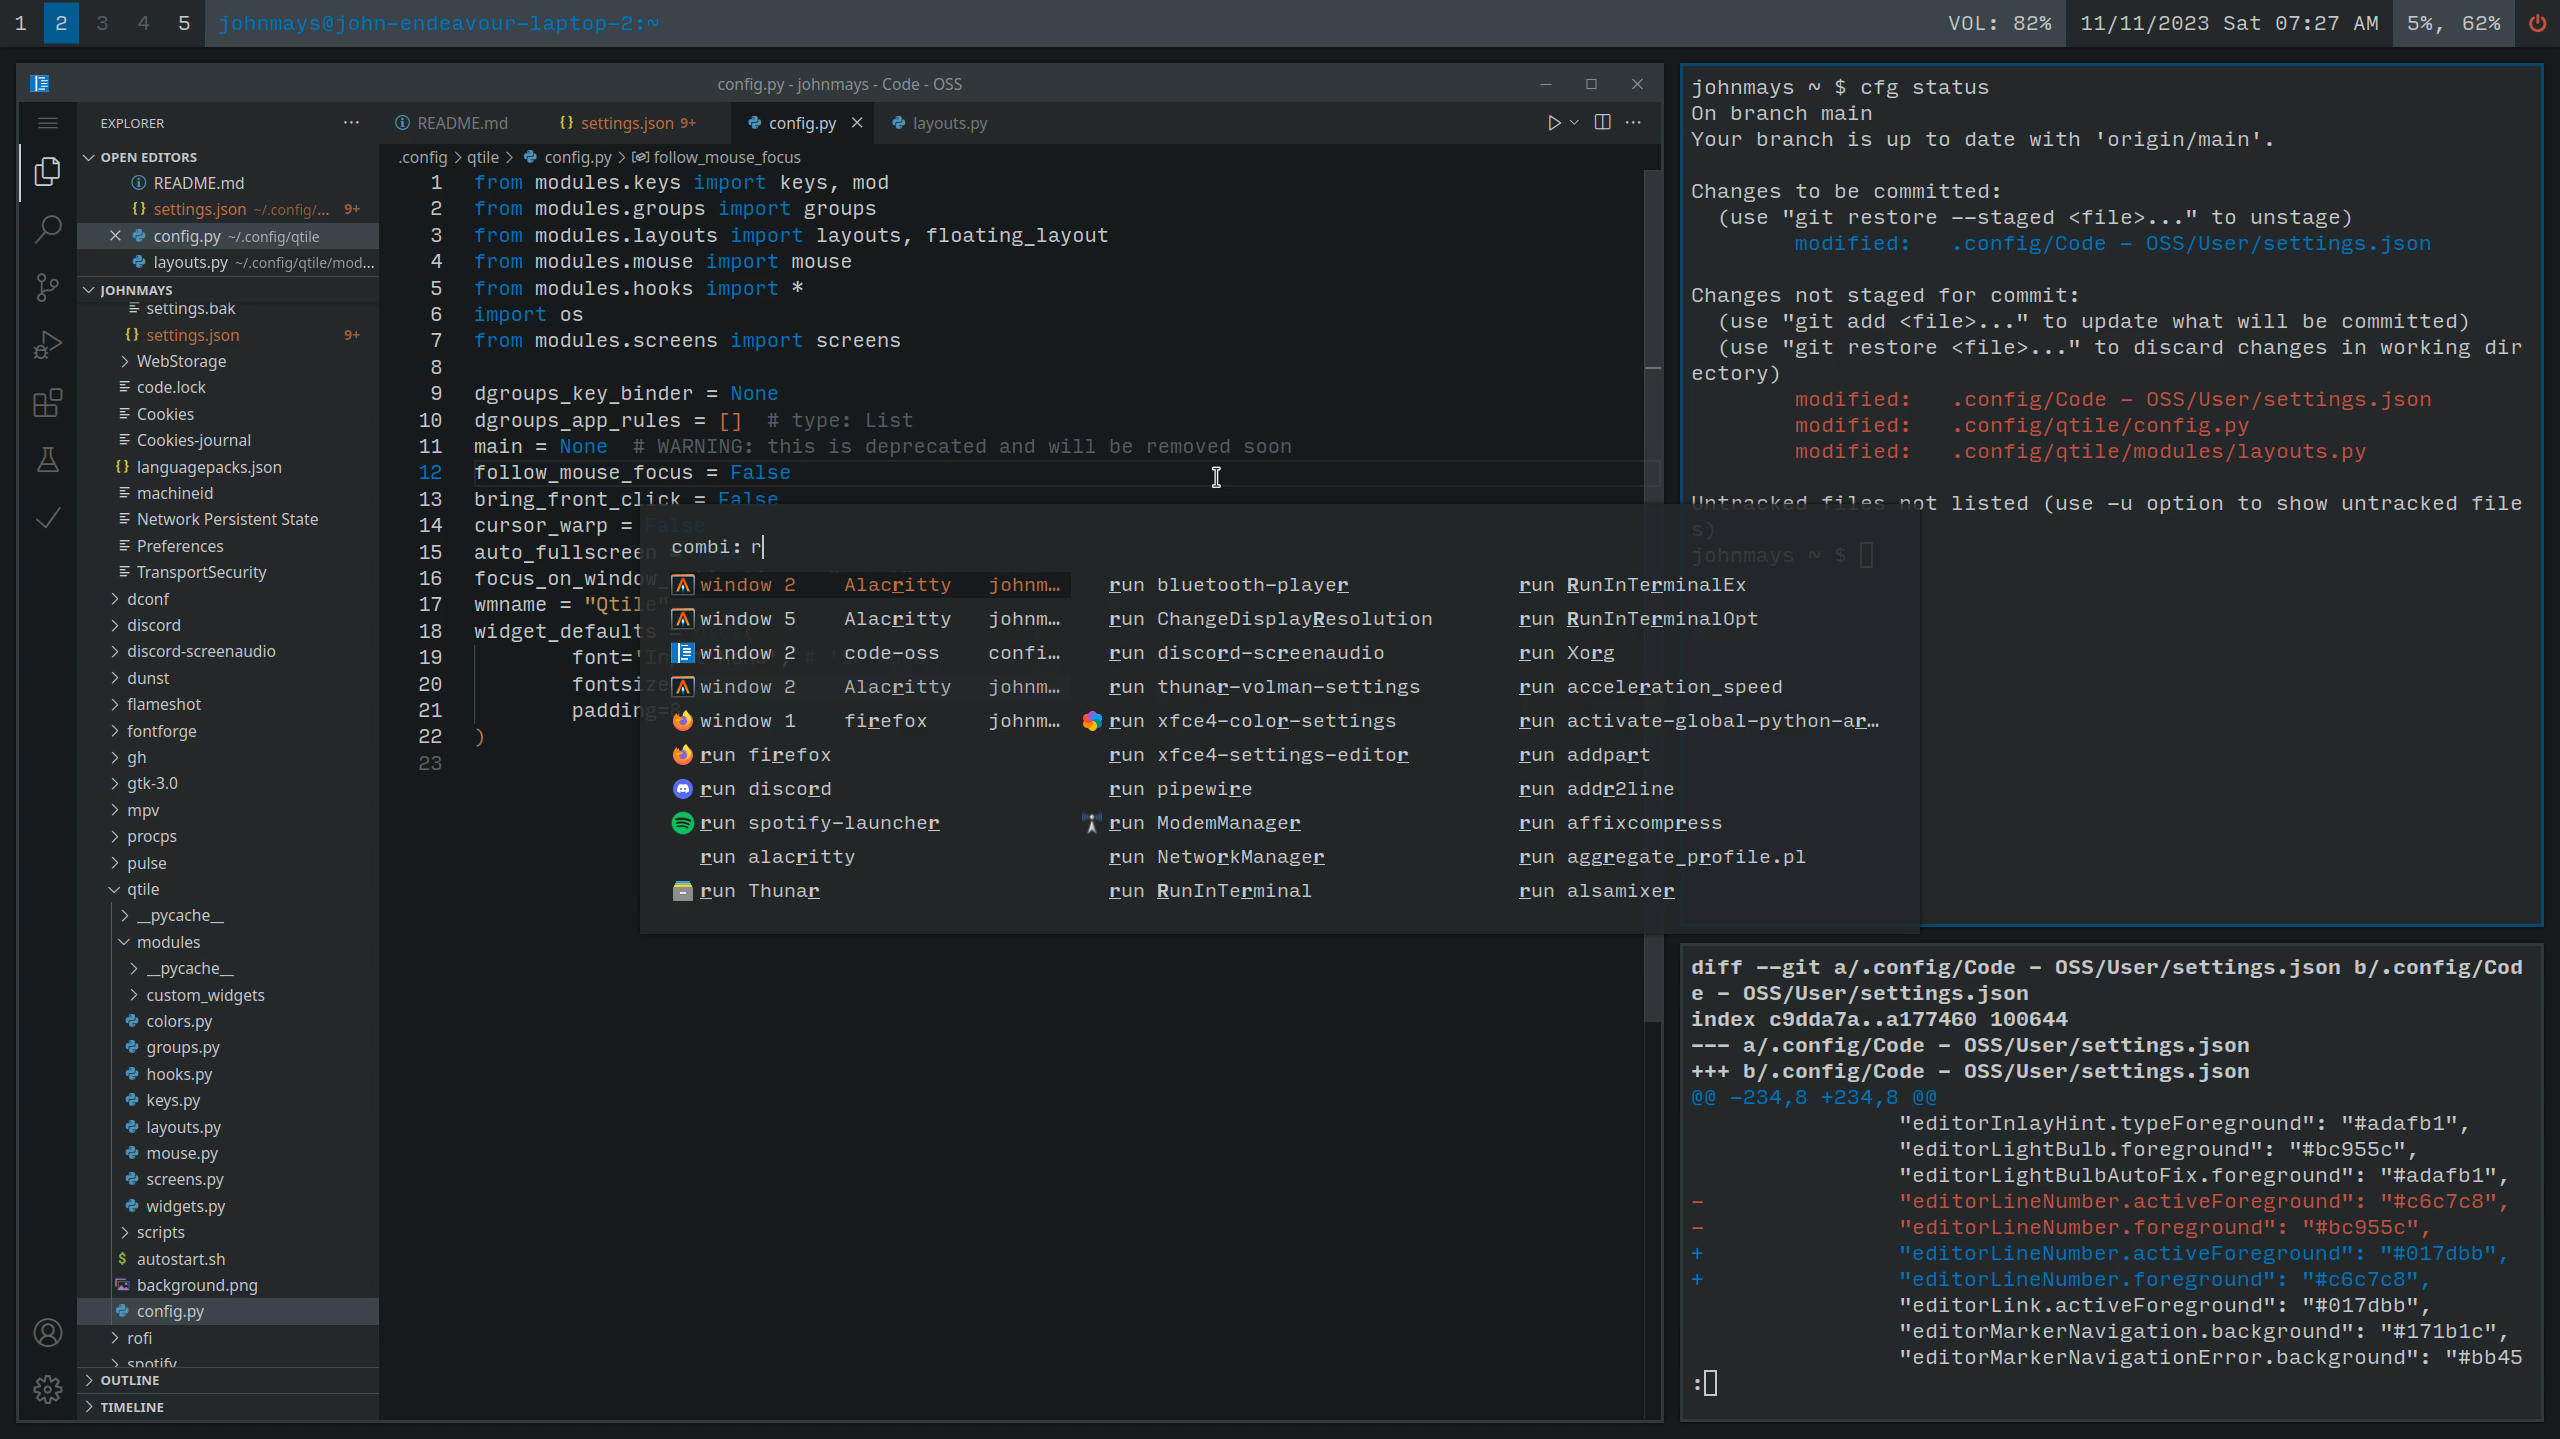 1 2 3 4 5 johnmays@john-endeavour-laptop-2:~ VOL: 82% 11/11/2023 Sat 07:27 AM 5%, 62%
config.py - johnmays - Code - OSS
EXPLORER
OPEN EDITORS
README.md
settings.json ~/.config/... 9+
config.py ~/.config/qtile
layouts.py ~/.config/qtile/mod...
JOHNMAYS
settings.bak
settings.json 9+
WebStorage
code.lock
Cookies
Cookies-journal
languagepacks.json
machineid
Network Persistent State
Preferences
TransportSecurity
dconf
discord
discord-screenaudio
dunst
flameshot
fontforge
gh
gtk-3.0
mpv
procps
pulse
qtile
__pycache__
modules
__pycache__
custom_widgets
colors.py
groups.py
hooks.py
keys.py
layouts.py
mouse.py
screens.py
widgets.py
scripts
autostart.sh
background.png
config.py
rofi
spotify
OUTLINE
TIMELINE
README.md settings.json 9+ config.py layouts.py
.config > qtile > config.py > follow_mouse_focus
1 from modules.keys import keys, mod
2 from modules.groups import groups
3 from modules.layouts import layouts, floating_layout
4 from modules.mouse import mouse
5 from modules.hooks import *
6 import os
7 from modules.screens import screens
8
9 dgroups_key_binder = None
10 dgroups_app_rules = []  # type: List
11 main = None  # WARNING: this is deprecated and will be removed soon
12 follow_mouse_focus = False
13 bring_front_click = False
14 cursor_warp = False
15 auto_fullscreen
16 focus_on_window_
17 wmname = "Qtile"
18 widget_defaults =
19 font="
20 fontsize
21 padding=8
22 )
23
combi: r
window 2 Alacritty johnm…
window 5 Alacritty johnm…
window 2 code-oss confi…
window 2 Alacritty johnm…
window 1 firefox johnm…
run firefox
run discord
run spotify-launcher
run alacritty
run Thunar
run bluetooth-player
run ChangeDisplayResolution
run discord-screenaudio
run thunar-volman-settings
run xfce4-color-settings
run xfce4-settings-editor
run pipewire
run ModemManager
run NetworkManager
run RunInTerminal
run RunInTerminalEx
run RunInTerminalOpt
run Xorg
run acceleration_speed
run activate-global-python-ar…
run addpart
run addr2line
run affixcompress
run aggregate_profile.pl
run alsamixer
johnmays ~ $ cfg status
On branch main
Your branch is up to date with 'origin/main'.
Changes to be committed:
(use "git restore --staged <file>..." to unstage)
modified:   .config/Code - OSS/User/settings.json
Changes not staged for commit:
(use "git add <file>..." to update what will be committed)
(use "git restore <file>..." to discard changes in working dir
ectory)
modified:   .config/Code - OSS/User/settings.json
modified:   .config/qtile/config.py
modified:   .config/qtile/modules/layouts.py
Untracked files not listed (use -u option to show untracked file
s)
johnmays ~ $
diff --git a/.config/Code - OSS/User/settings.json b/.config/Cod
e - OSS/User/settings.json
index c9dda7a..a177460 100644
--- a/.config/Code - OSS/User/settings.json
+++ b/.config/Code - OSS/User/settings.json
@@ -234,8 +234,8 @@
"editorInlayHint.typeForeground": "#adafb1",
"editorLightBulb.foreground": "#bc955c",
"editorLightBulbAutoFix.foreground": "#adafb1",
- "editorLineNumber.activeForeground": "#c6c7c8",
- "editorLineNumber.foreground": "#bc955c",
+ "editorLineNumber.activeForeground": "#017dbb",
+ "editorLineNumber.foreground": "#c6c7c8",
"editorLink.activeForeground": "#017dbb",
"editorMarkerNavigation.background": "#171b1c",
"editorMarkerNavigationError.background": "#bb45
: